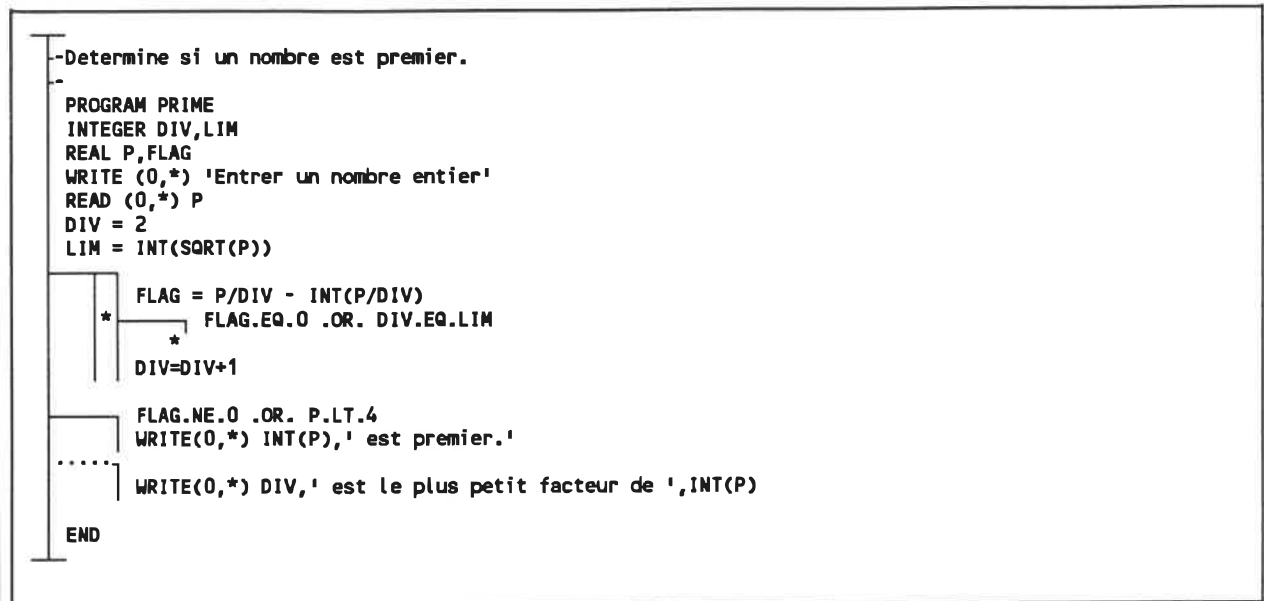 --Determine si un nombre est premier.
--
PROGRAM PRIME
INTEGER DIV,LIM
REAL P,FLAG
WRITE (0,*) 'Entrer un nombre entier'
READ (0,*) P
DIV = 2
LIM = INT(SQRT(P))
FLAG = P/DIV - INT(P/DIV)
* FLAG.EQ.0 .OR. DIV.EQ.LIM
*
DIV=DIV+1
FLAG.NE.0 .OR. P.LT.4
WRITE(0,*) INT(P),' est premier.'
WRITE(0,*) DIV,' est le plus petit facteur de ',INT(P)
END